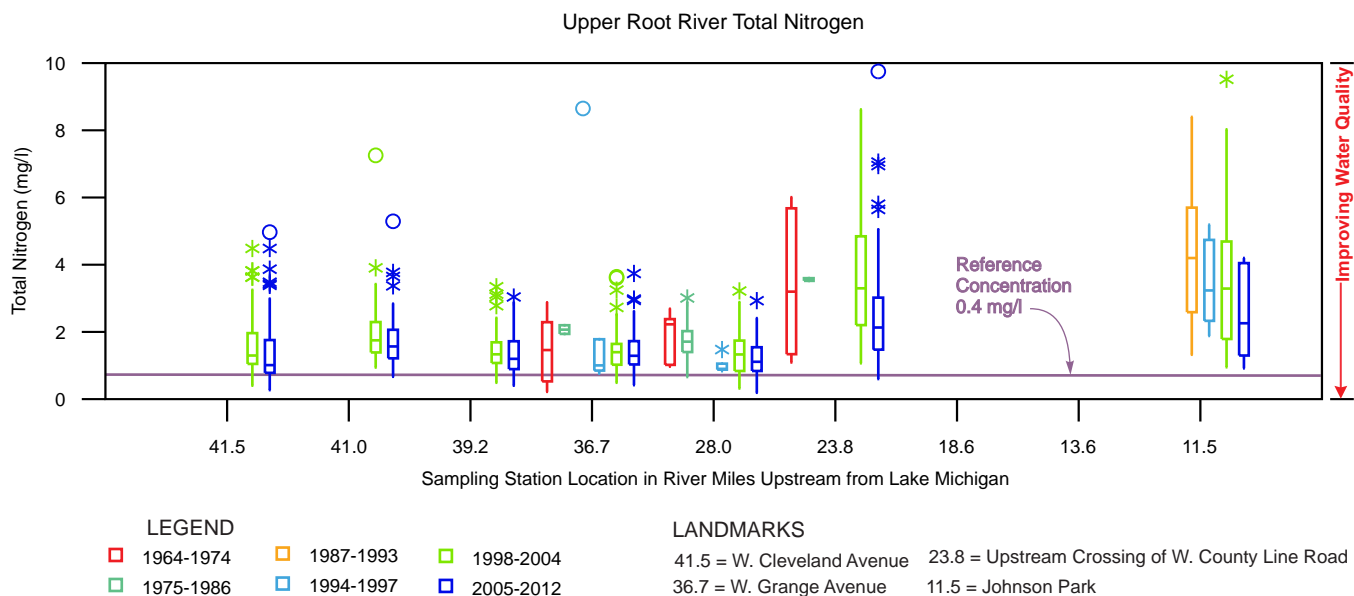 Upper Root River Total Nitrogen
10
8
6
4
2
0
Total Nitrogen (mg/l)
Improving Water Quality
Reference
Concentration
0.4 mg/l
41.5 41.0 39.2 36.7 28.0 23.8 18.6 13.6 11.5
Sampling Station Location in River Miles Upstream from Lake Michigan
LEGEND
1964-1974 1987-1993 1998-2004
1975-1986 1994-1997 2005-2012
LANDMARKS
41.5 = W. Cleveland Avenue 23.8 = Upstream Crossing of W. County Line Road
36.7 = W. Grange Avenue 11.5 = Johnson Park